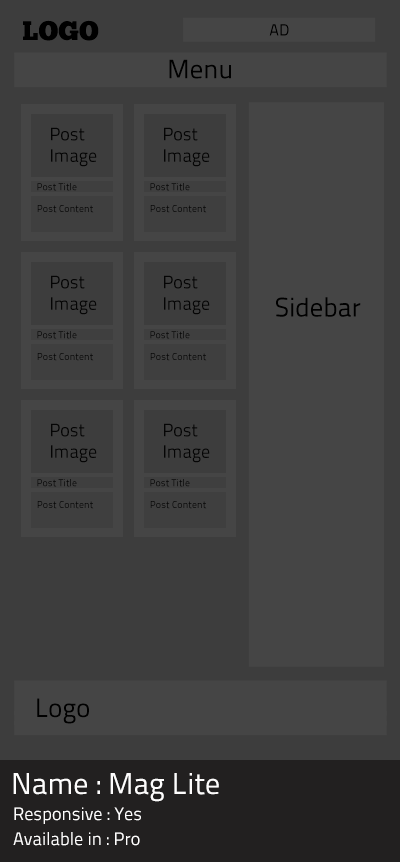 LOGO
AD
Menu
Post
Image
Post Title
Post Content
Post
Image
Post Title
Post Content
Sidebar
Post
Image
Post Title
Post Content
Post
Image
Post Title
Post Content
Post
Image
Post Title
Post Content
Post
Image
Post Title
Post Content
Logo
Name : Mag Lite
Responsive : Yes
Available in : Pro